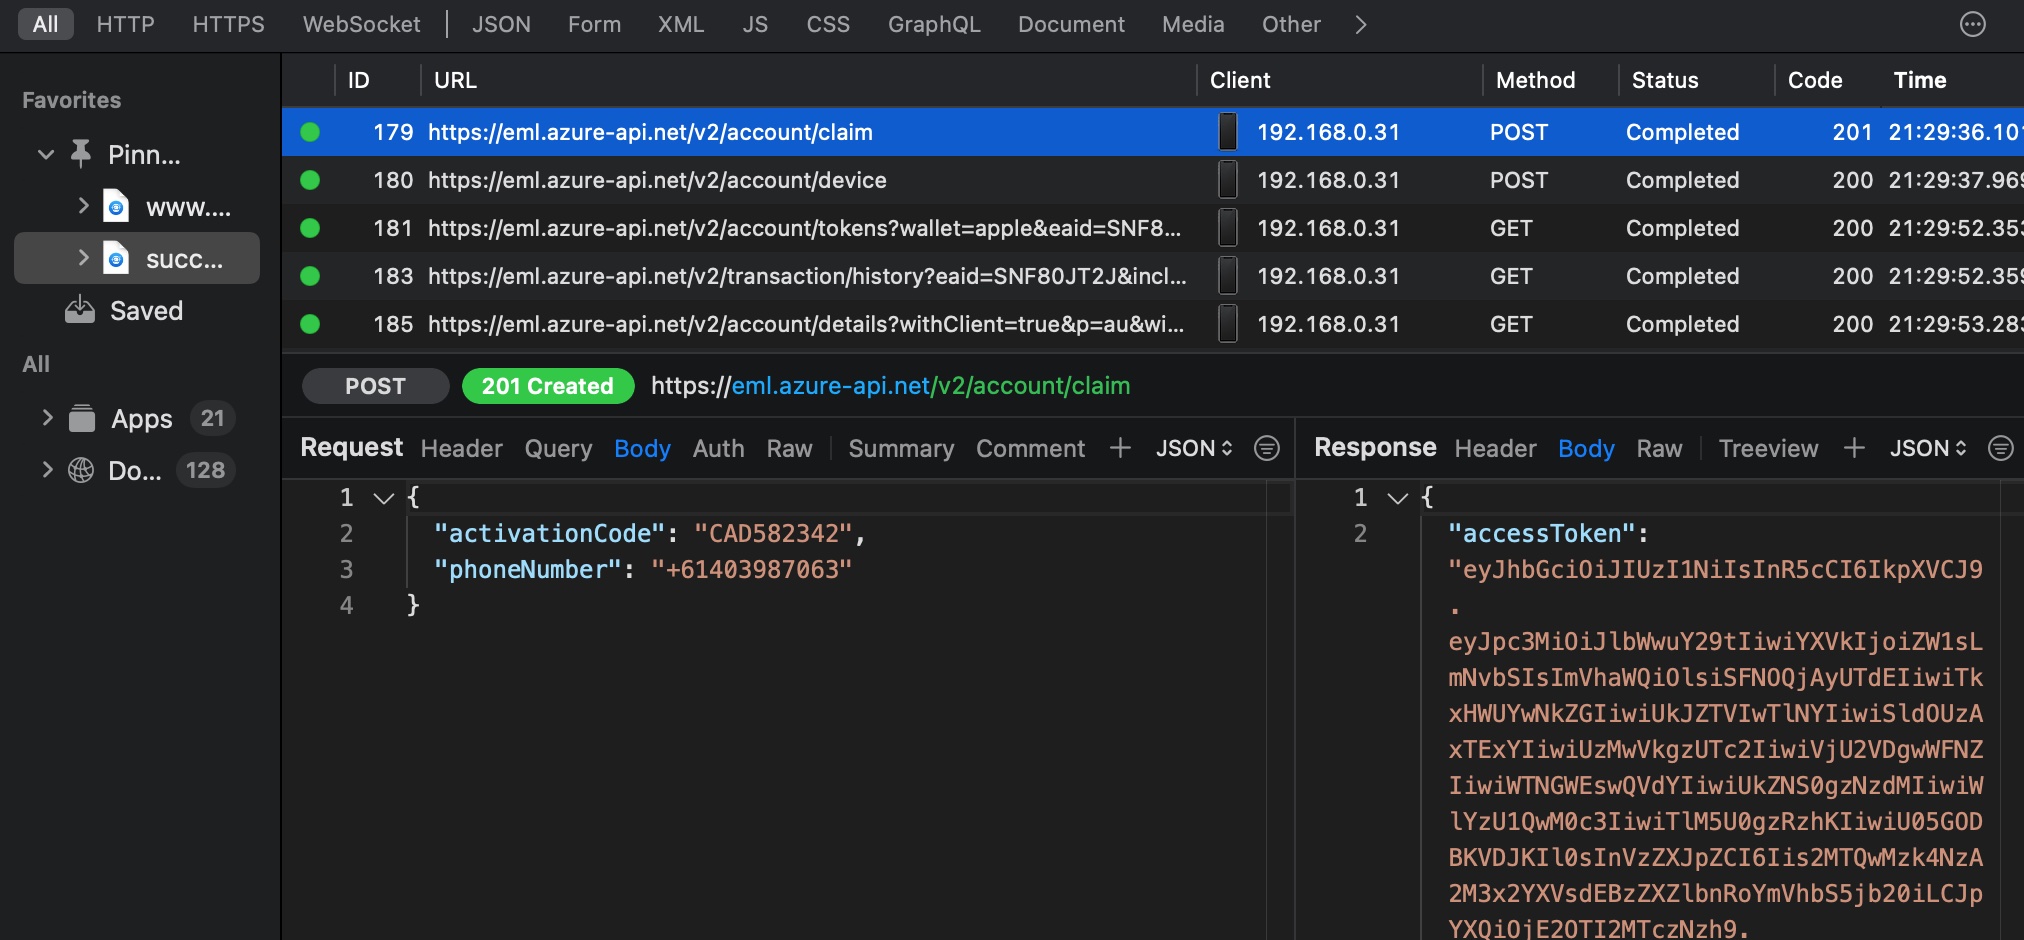 All HTTP HTTPS WebSocket JSON Form XML JS CSS GraphQL Document Media Other
ID URL Client Method Status Code Time
Favorites
Pinn...
www....
succ...
Saved
All
Apps 21
Do... 128
179 https://eml.azure-api.net/v2/account/claim 192.168.0.31 POST Completed 201 21:29:36.101
180 https://eml.azure-api.net/v2/account/device 192.168.0.31 POST Completed 200 21:29:37.969
181 https://eml.azure-api.net/v2/account/tokens?wallet=apple&eaid=SNF8... 192.168.0.31 GET Completed 200 21:29:52.353
183 https://eml.azure-api.net/v2/transaction/history?eaid=SNF80JT2J&incl... 192.168.0.31 GET Completed 200 21:29:52.359
185 https://eml.azure-api.net/v2/account/details?withClient=true&p=au&wi... 192.168.0.31 GET Completed 200 21:29:53.283
POST 201 Created https://eml.azure-api.net/v2/account/claim
Request Header Query Body Auth Raw Summary Comment + JSON
1 {
2 "activationCode": "CAD582342",
3 "phoneNumber": "+61403987063"
4 }
Response Header Body Raw Treeview + JSON
1 {
2 "accessToken":
"eyJhbGciOiJIUzI1NiIsInR5cCI6IkpXVCJ9
.
eyJpc3MiOiJlbWwuY29tIiwiYXVkIjoiZW1sL
mNvbSIsImVhaWQiOlsiSFNOQjAyUTdEIiwiTk
xHWUYwNkZGIiwiUkJZTVIwTlNYIiwiSldOUzA
xTExYIiwiUzMwVkgzUTc2IiwiVjU2VDgwWFNZ
IiwiWTNGWEswQVdYIiwiUkZNS0gzNzdMIiwiW
lYzU1QwM0c3IiwiTlM5U0gzRzhKIiwiU05GOD
BKVDJKIl0sInVzZXJpZCI6Iis2MTQwMzk4NzA
2M3x2YXVsdEBzZXZlbnRoYmVhbS5jb20iLCJp
YXQiOjE2OTI2MTczNzh9.